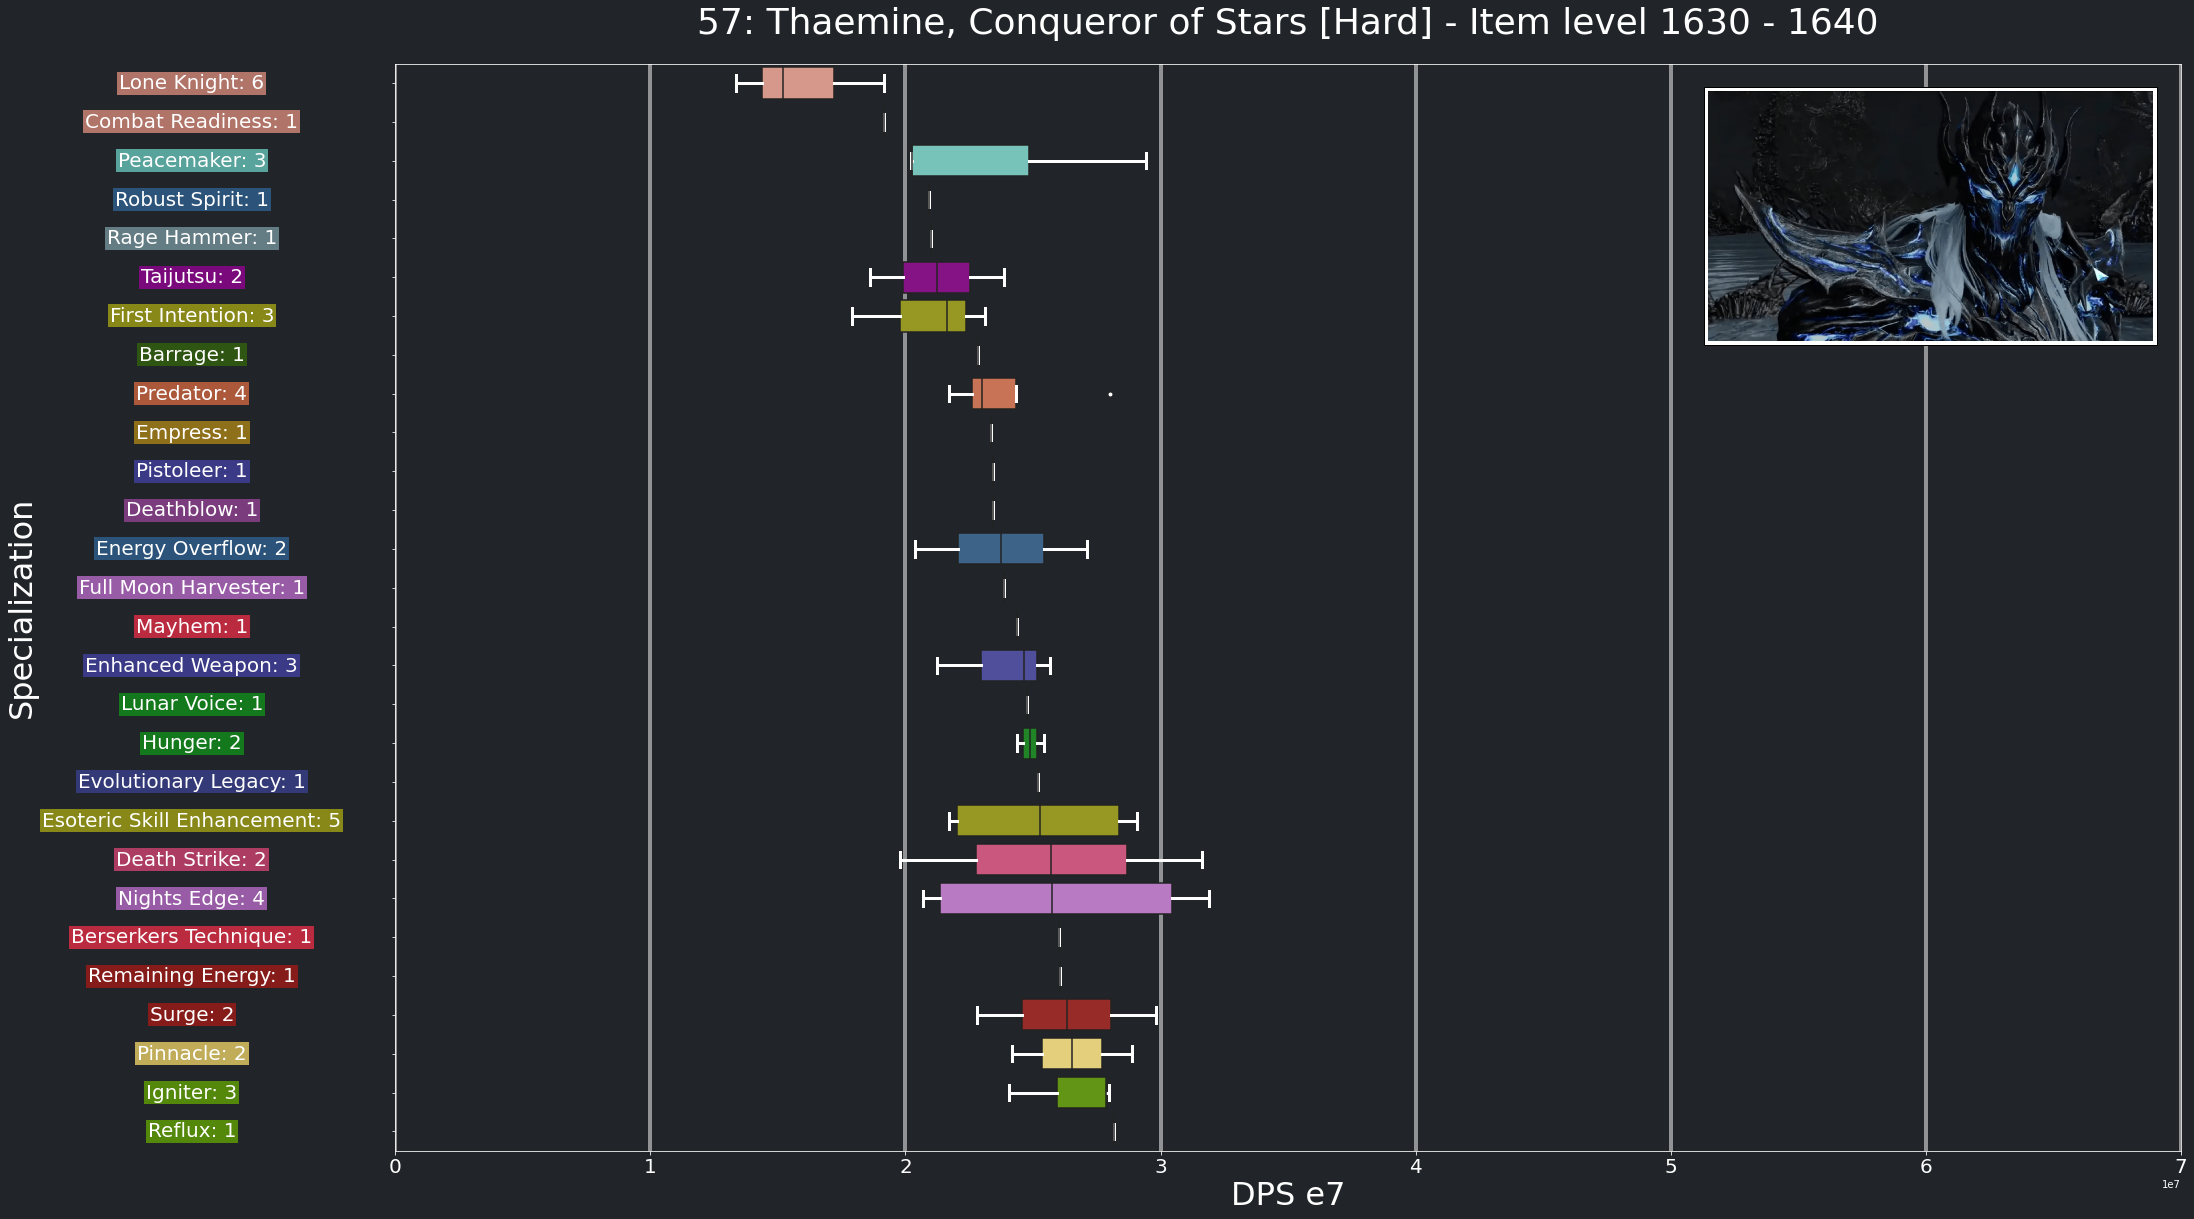 57: Thaemine, Conqueror of Stars [Hard] - Item level 1630 - 1640
Specialization
Lone Knight: 6
Combat Readiness: 1
Peacemaker: 3
Robust Spirit: 1
Rage Hammer: 1
Taijutsu: 2
First Intention: 3
Barrage: 1
Predator: 4
Empress: 1
Pistoleer: 1
Deathblow: 1
Energy Overflow: 2
Full Moon Harvester: 1
Mayhem: 1
Enhanced Weapon: 3
Lunar Voice: 1
Hunger: 2
Evolutionary Legacy: 1
Esoteric Skill Enhancement: 5
Death Strike: 2
Nights Edge: 4
Berserkers Technique: 1
Remaining Energy: 1
Surge: 2
Pinnacle: 2
Igniter: 3
Reflux: 1
0 1 2 3 4 5 6 7
1e7
DPS e7